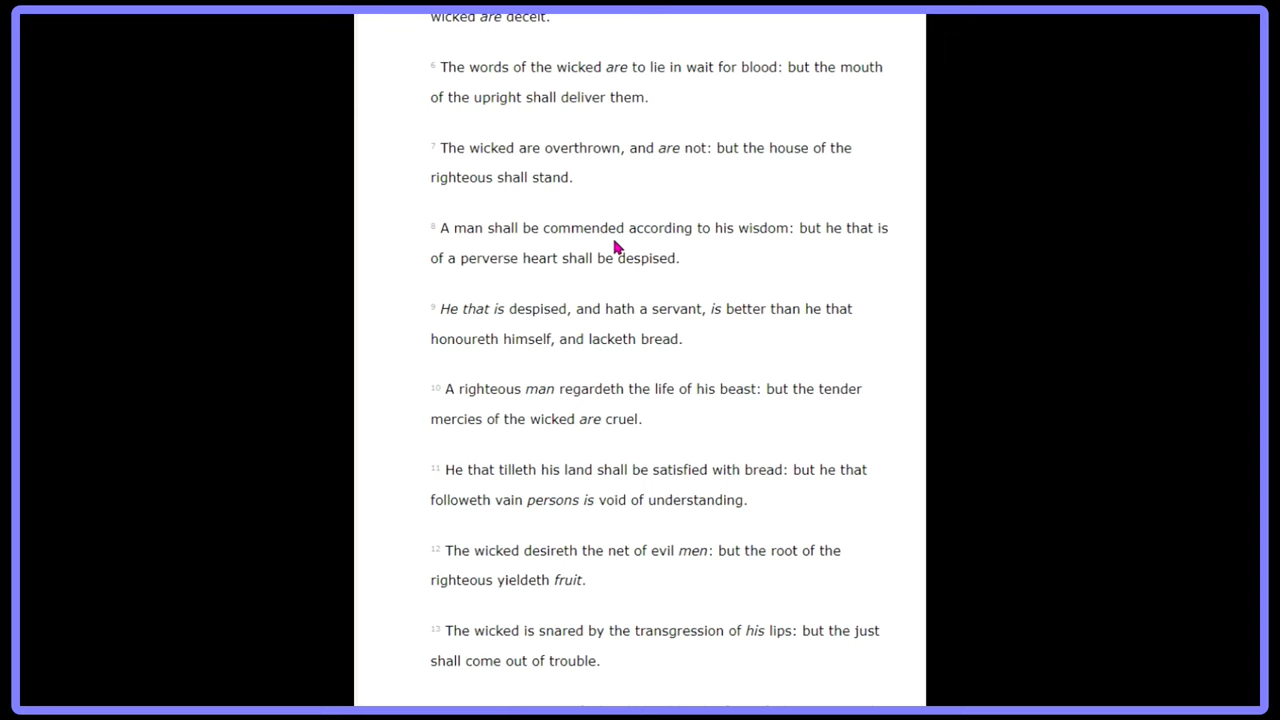 wicked are deceit.
6 The words of the wicked are to lie in wait for blood: but the mouth
of the upright shall deliver them.
7 The wicked are overthrown, and are not: but the house of the
righteous shall stand.
8 A man shall be commended according to his wisdom: but he that is
of a perverse heart shall be despised.
9 He that is despised, and hath a servant, is better than he that
honoureth himself, and lacketh bread.
10 A righteous man regardeth the life of his beast: but the tender
mercies of the wicked are cruel.
11 He that tilleth his land shall be satisfied with bread: but he that
followeth vain persons is void of understanding.
12 The wicked desireth the net of evil men: but the root of the
righteous yieldeth fruit.
13 The wicked is snared by the transgression of his lips: but the just
shall come out of trouble.